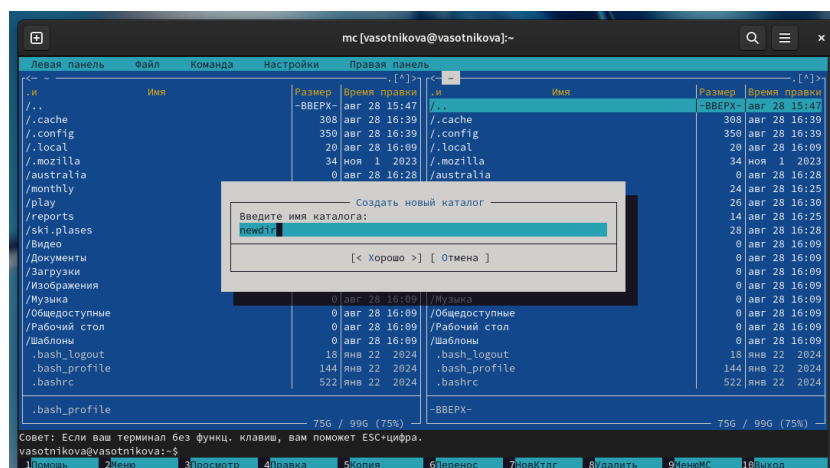 mc [vasotnikova@vasotnikova]:~
Левая панель Файл Команда Настройки Правая панель
<— ~ .[^]> <— ~ .[^]>
.и Имя Размер Время правки .и Имя Размер Время правки
/.. -ВВЕРХ- авг 28 15:47 /.. -ВВЕРХ- авг 28 15:47
/.cache 308 авг 28 16:39 /.cache 308 авг 28 16:39
/.config 350 авг 28 16:39 /.config 350 авг 28 16:39
/.local 20 авг 28 16:09 /.local 20 авг 28 16:09
/.mozilla 34 ноя 1 2023 /.mozilla 34 ноя 1 2023
/australia 0 авг 28 16:28 /australia 0 авг 28 16:28
/monthly 24 авг 28 16:25
/play 26 авг 28 16:30
/reports 14 авг 28 16:25
/ski.plases 28 авг 28 16:28
/Видео 0 авг 28 16:09
/Документы 0 авг 28 16:09
/Загрузки 0 авг 28 16:09
/Изображения 0 авг 28 16:09
Создать новый каталог
Введите имя каталога:
newdir
[< Хорошо >] [ Отмена ]
/Музыка 0 авг 28 16:09 /Музыка 0 авг 28 16:09
/Общедоступные 0 авг 28 16:09 /Общедоступные 0 авг 28 16:09
/Рабочий стол 0 авг 28 16:09 /Рабочий стол 0 авг 28 16:09
/Шаблоны 0 авг 28 16:09 /Шаблоны 0 авг 28 16:09
.bash_logout 18 янв 22 2024 .bash_logout 18 янв 22 2024
.bash_profile 144 янв 22 2024 .bash_profile 144 янв 22 2024
.bashrc 522 янв 22 2024 .bashrc 522 янв 22 2024
.bash_profile -ВВЕРХ-
75G / 99G (75%) 75G / 99G (75%)
Совет: Если ваш терминал без функц. клавиш, вам поможет ESC+цифра.
vasotnikova@vasotnikova:~$
1Помощь 2Меню 3Просмотр 4Правка 5Копия 6Перенос 7НовКтлг 8Удалить 9МенюMC 10Выход